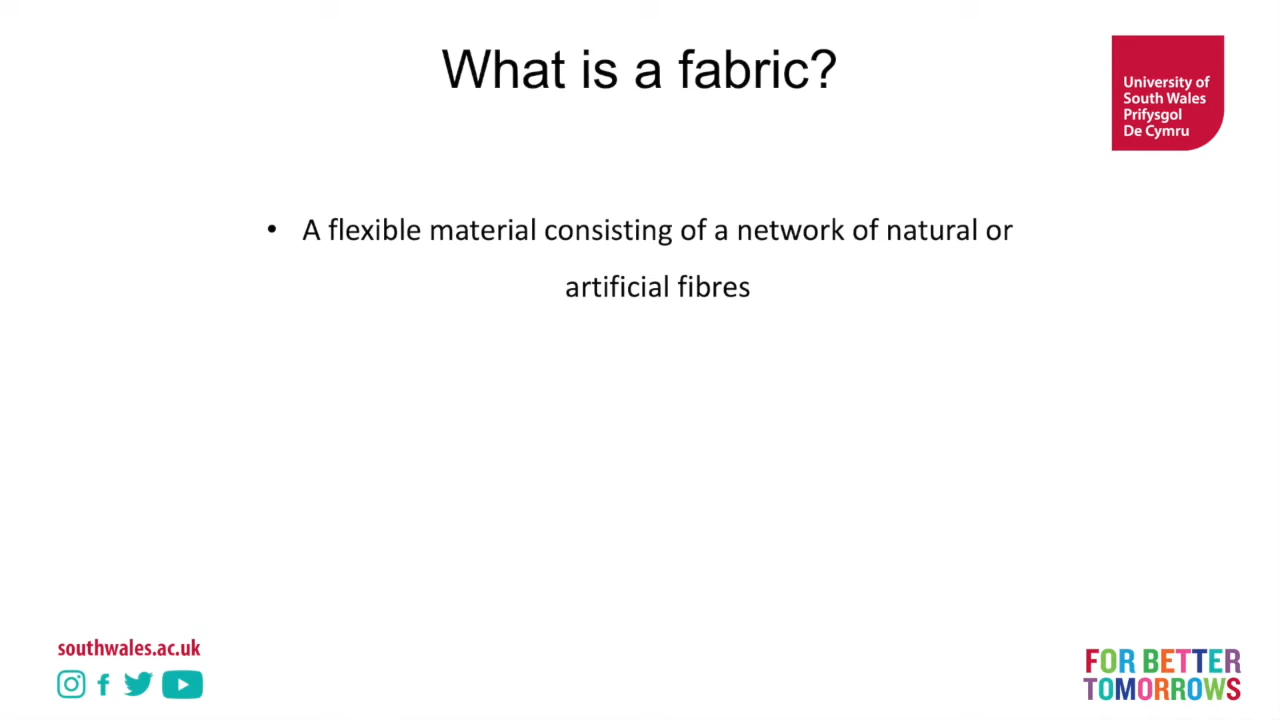 What is a fabric?
University of
South Wales
Prifysgol
De Cymru
• A flexible material consisting of a network of natural or
artificial fibres
southwales.ac.uk
FOR BETTER
TOMORROWS